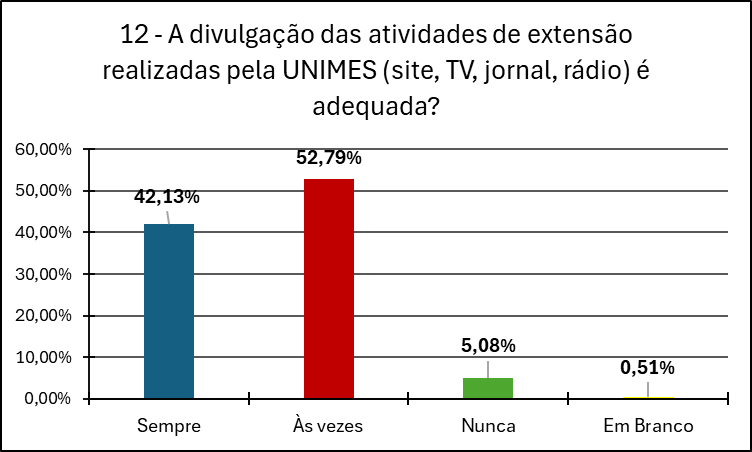 12 - A divulgação das atividades de extensão
realizadas pela UNIMES (site, TV, jornal, rádio) é
adequada?
60,00%
50,00%
40,00%
30,00%
20,00%
10,00%
0,00%
42,13%
52,79%
5,08%
0,51%
Sempre
Às vezes
Nunca
Em Branco